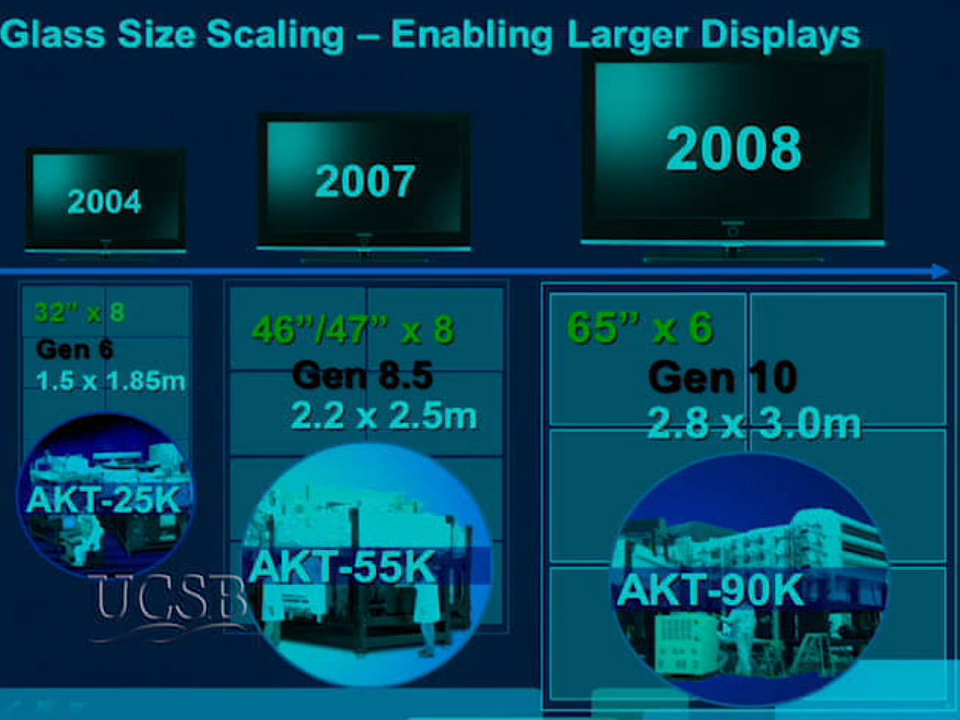 Glass Size Scaling – Enabling Larger Displays
2004
2007
2008
32” x 8
Gen 6
1.5 x 1.85m
AKT-25K
46”/47” x 8
Gen 8.5
2.2 x 2.5m
AKT-55K
65” x 6
Gen 10
2.8 x 3.0m
AKT-90K
UCSB